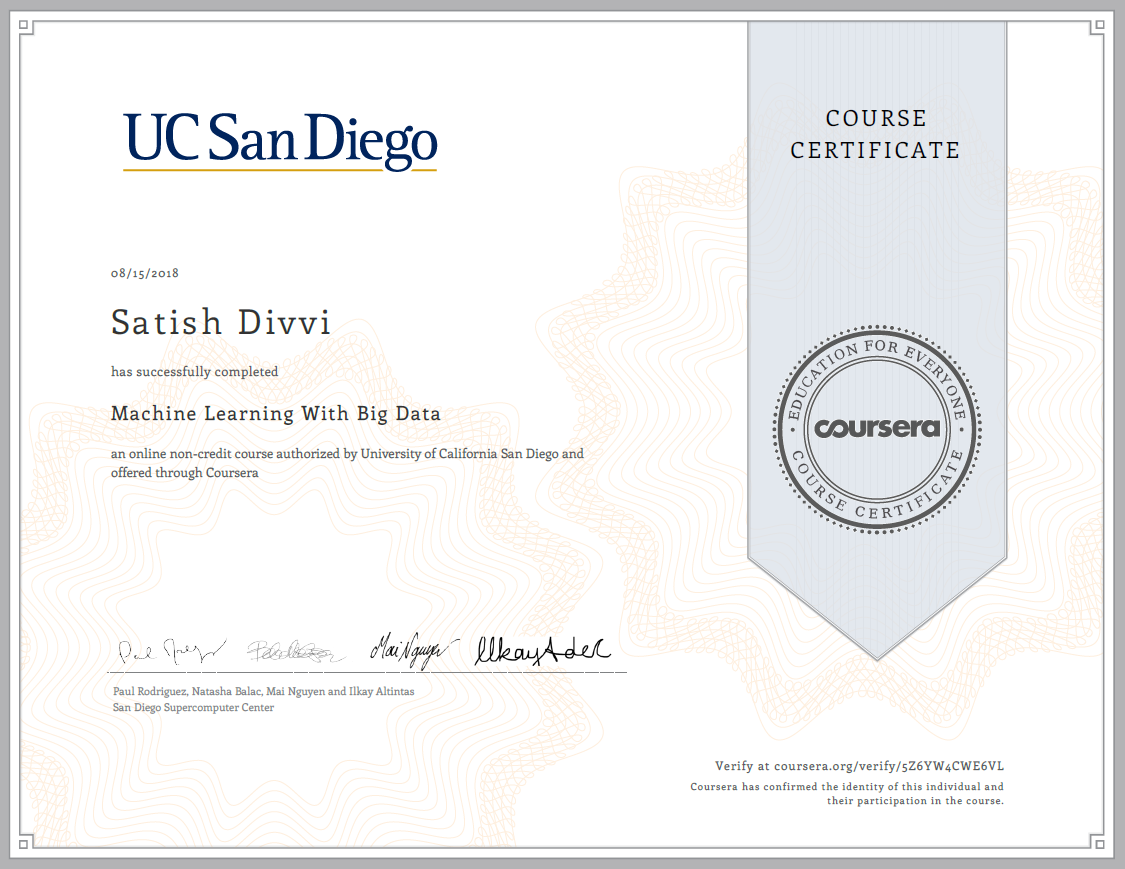 UC San Diego
COURSE
CERTIFICATE
08/15/2018
Satish Divvi
has successfully completed
Machine Learning With Big Data
an online non-credit course authorized by University of California San Diego and
offered through Coursera
EDUCATION FOR EVERYONE
coursera
COURSE CERTIFICATE
Mai Nguyen
Paul Rodriguez, Natasha Balac, Mai Nguyen and Ilkay Altintas
San Diego Supercomputer Center
Verify at coursera.org/verify/5Z6YW4CWE6VL
Coursera has confirmed the identity of this individual and
their participation in the course.